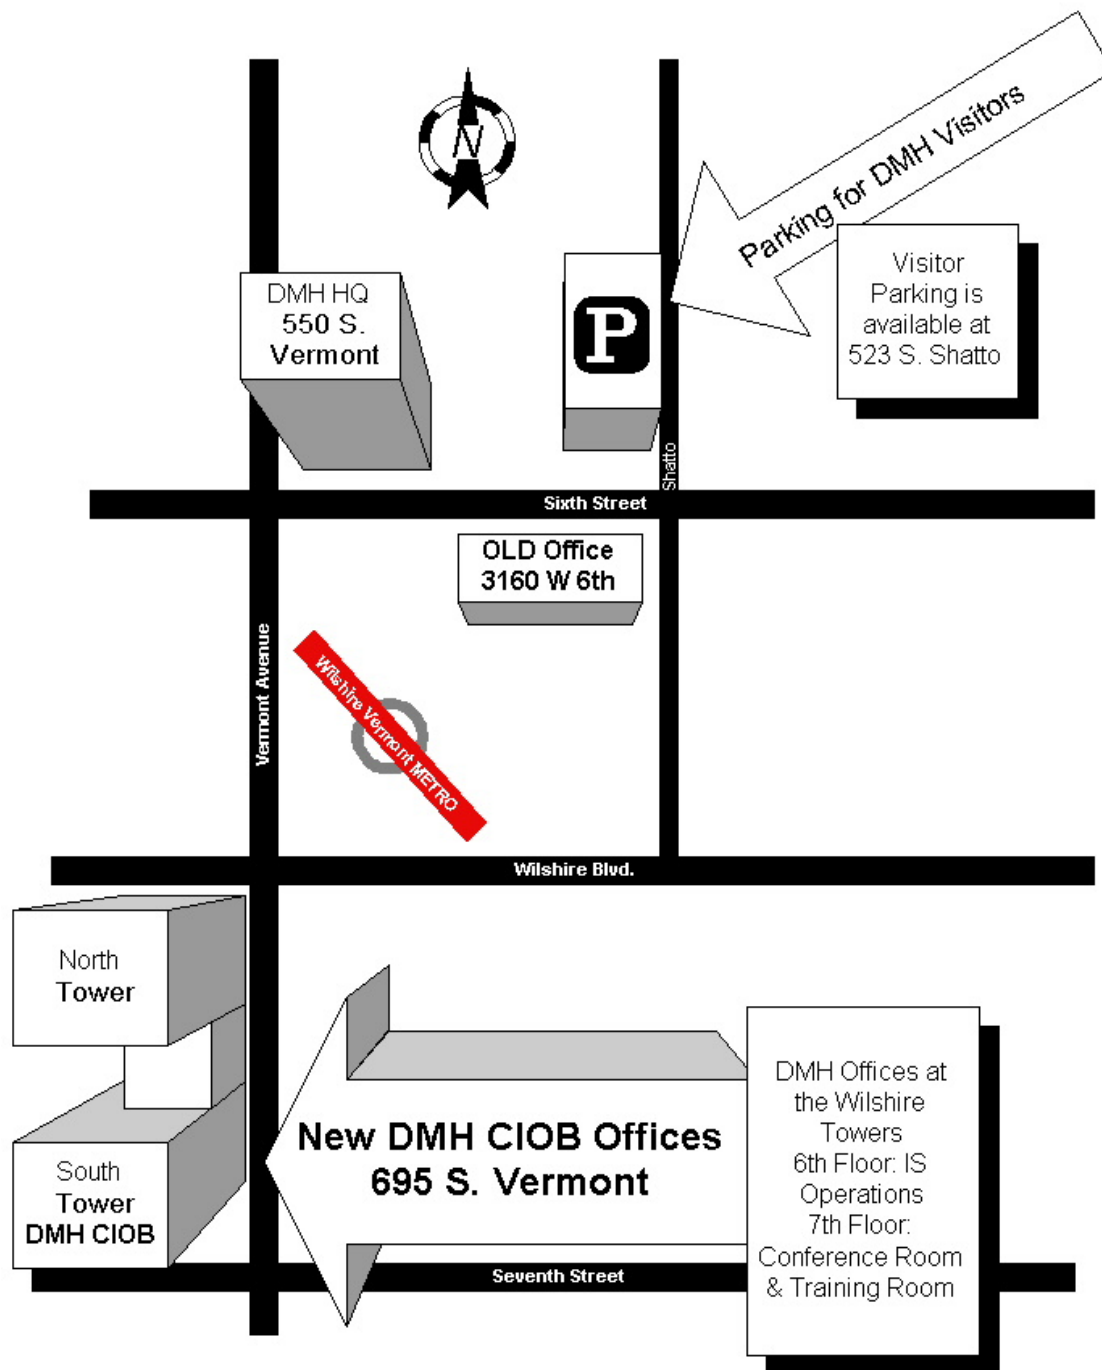 N
Parking for DMH Visitors
Visitor
Parking is
available at
523 S. Shatto
DMH HQ
550 S.
Vermont
P
Shatto
Sixth Street
OLD Office
3160 W 6th
Vermont Avenue
Wilshire Vermont METRO
Wilshire Blvd.
North
Tower
South
Tower
DMH CIOB
New DMH CIOB Offices
695 S. Vermont
DMH Offices at
the Wilshire
Towers
6th Floor: IS
Operations
7th Floor:
Conference Room
& Training Room
Seventh Street